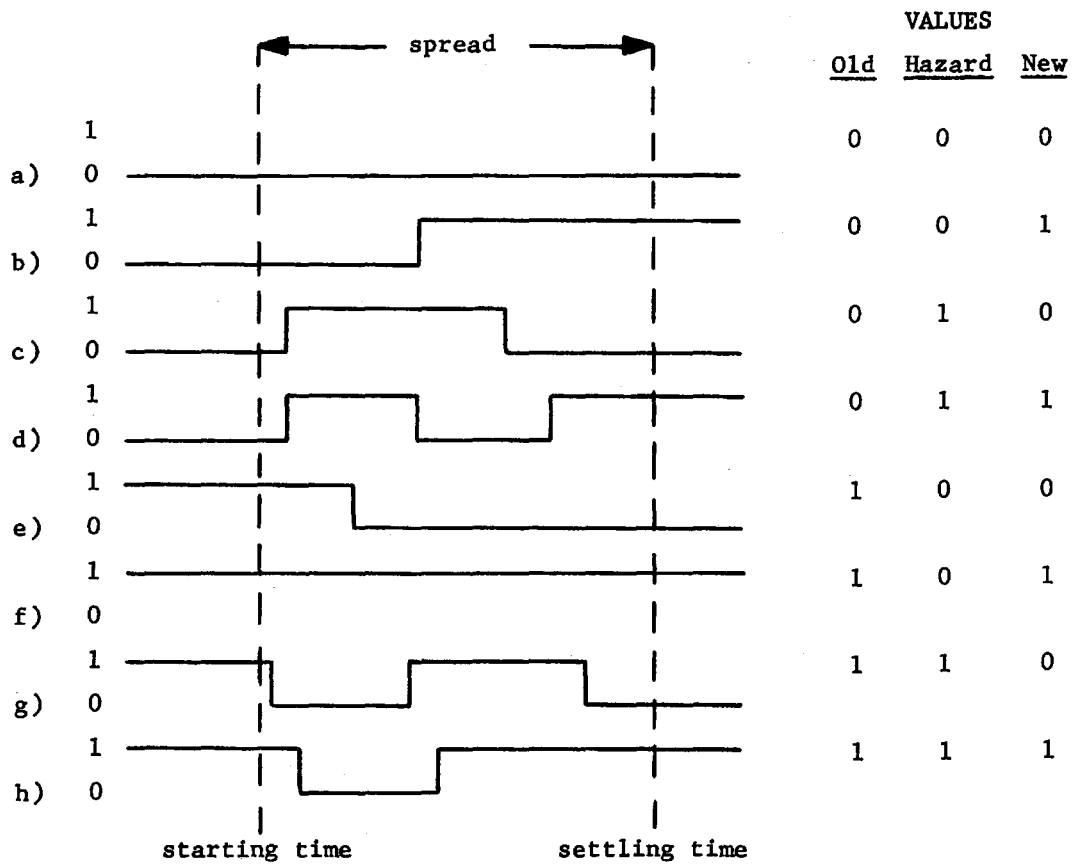 VALUES
spread
Old Hazard New
1
0 0 0
a) 0
1
0 0 1
b) 0
1
0 1 0
c) 0
1
0 1 1
d) 0
1
1 0 0
e) 0
1
1 0 1
f) 0
1
1 1 0
g) 0
1
1 1 1
h) 0
starting time settling time